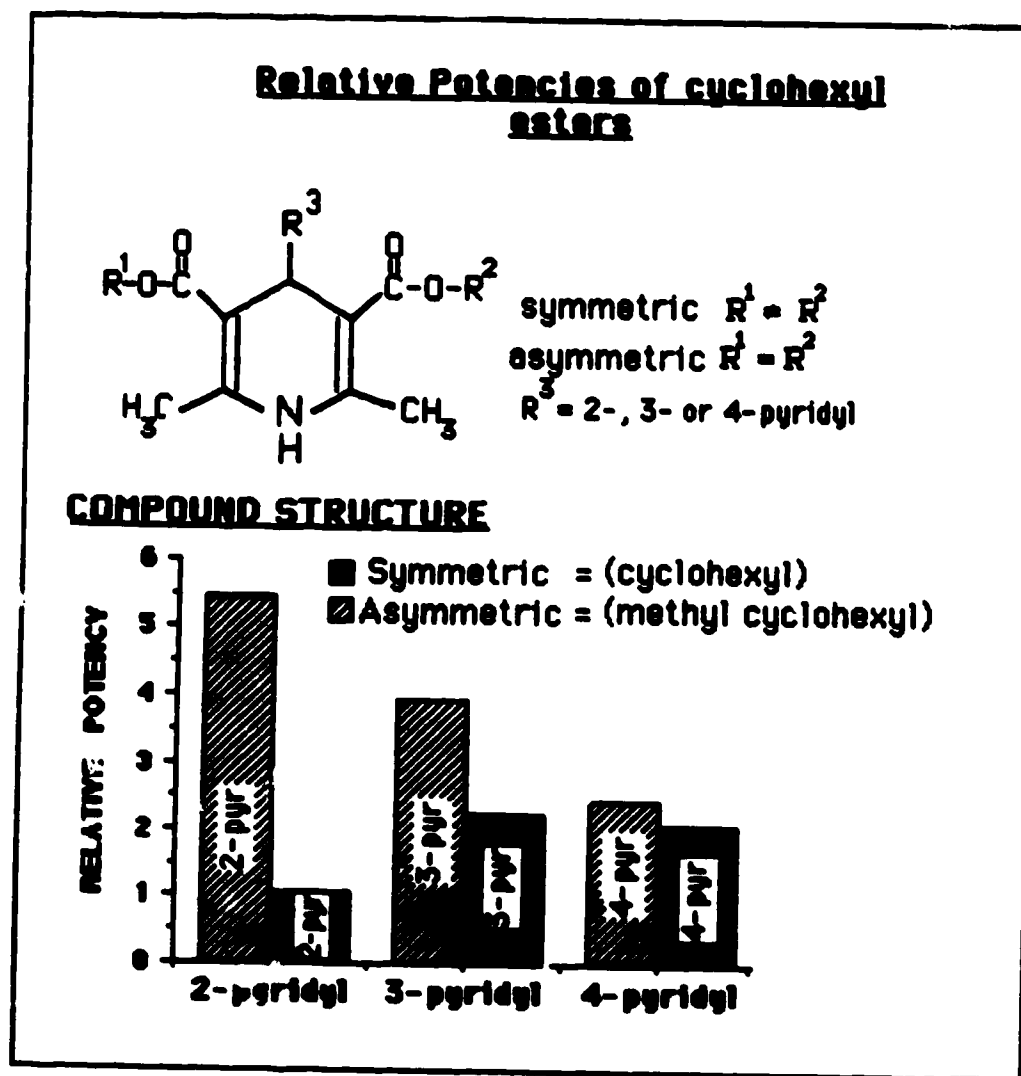 Relative Potencies of cyclohexyl
esters
R³
O O
R¹-O-C C-O-R²
symmetric R¹ = R²
asymmetric R¹ = R²
R³ = 2-, 3- or 4-pyridyl
H₃C N CH₃
H
COMPOUND STRUCTURE
Symmetric = (cyclohexyl)
Asymmetric = (methyl cyclohexyl)
RELATIVE POTENCY
6
5
4
3
2
1
0
2-pyr
2-pyr
3-pyr
3-pyr
4-pyr
4-pyr
2-pyridyl 3-pyridyl 4-pyridyl